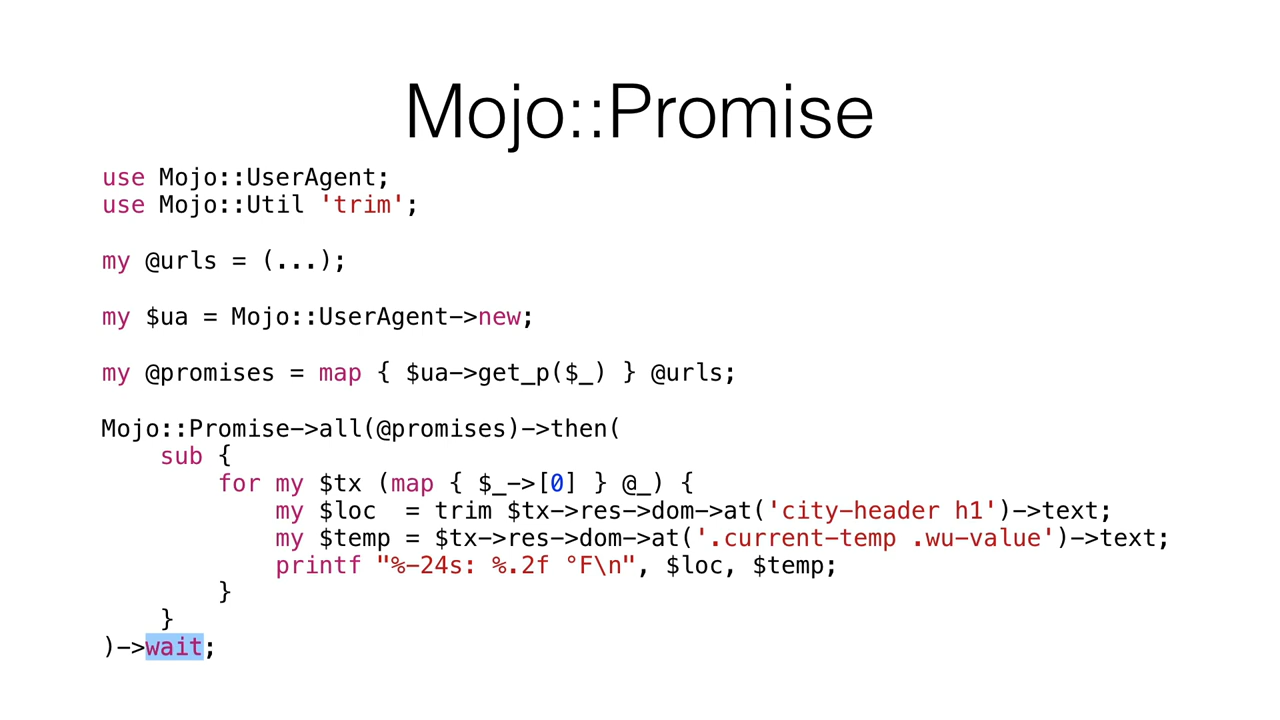 Mojo::Promise
use Mojo::UserAgent;
use Mojo::Util 'trim';
my @urls = (...);
my $ua = Mojo::UserAgent->new;
my @promises = map { $ua->get_p($_) } @urls;
Mojo::Promise->all(@promises)->then(
    sub {
        for my $tx (map { $_->[0] } @_) {
            my $loc  = trim $tx->res->dom->at('city-header h1')->text;
            my $temp = $tx->res->dom->at('.current-temp .wu-value')->text;
            printf "%-24s: %.2f °F\n", $loc, $temp;
        }
    }
)->wait;